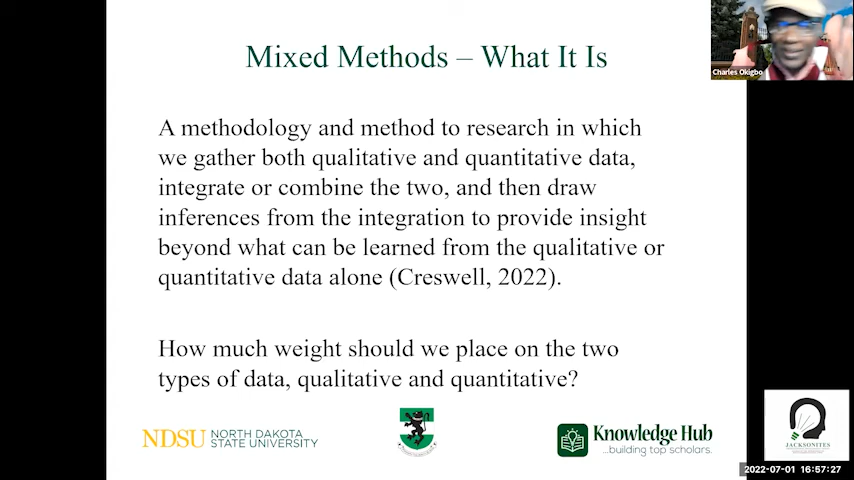 Mixed Methods – What It Is
Charles Okigbo
A methodology and method to research in which
we gather both qualitative and quantitative data,
integrate or combine the two, and then draw
inferences from the integration to provide insight
beyond what can be learned from the qualitative or
quantitative data alone (Creswell, 2022).
How much weight should we place on the two
types of data, qualitative and quantitative?
NDSU NORTH DAKOTA
STATE UNIVERSITY
Knowledge Hub
...building top scholars.
JACKSONITES
2022-07-01 16:57:27